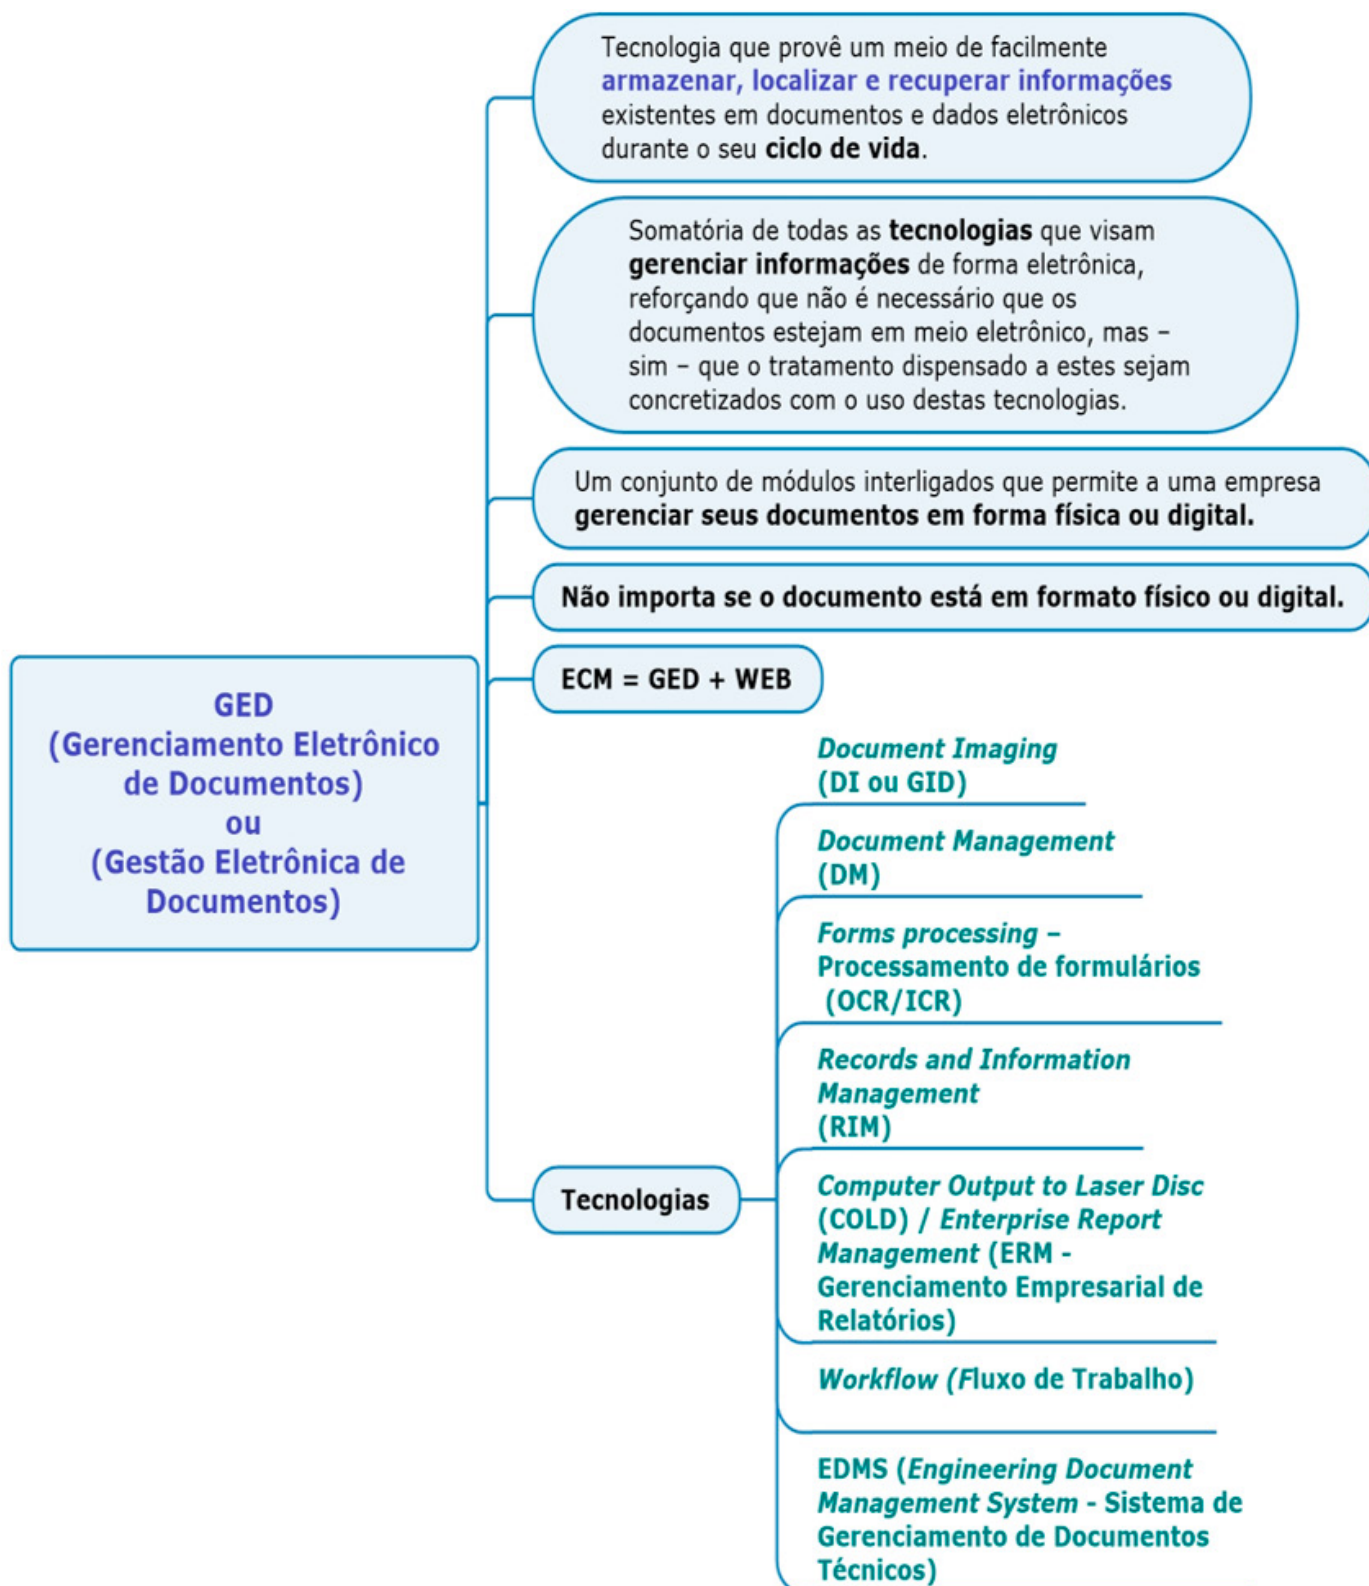 Tecnologia que provê um meio de facilmente
armazenar, localizar e recuperar informações
existentes em documentos e dados eletrônicos
durante o seu ciclo de vida.
Somatória de todas as tecnologias que visam
gerenciar informações de forma eletrônica,
reforçando que não é necessário que os
documentos estejam em meio eletrônico, mas –
sim – que o tratamento dispensado a estes sejam
concretizados com o uso destas tecnologias.
Um conjunto de módulos interligados que permite a uma empresa
gerenciar seus documentos em forma física ou digital.
Não importa se o documento está em formato físico ou digital.
ECM = GED + WEB
GED
(Gerenciamento Eletrônico
de Documentos)
ou
(Gestão Eletrônica de
Documentos)
Tecnologias
Document Imaging
(DI ou GID)
Document Management
(DM)
Forms processing –
Processamento de formulários
(OCR/ICR)
Records and Information
Management
(RIM)
Computer Output to Laser Disc
(COLD) / Enterprise Report
Management (ERM -
Gerenciamento Empresarial de
Relatórios)
Workflow (Fluxo de Trabalho)
EDMS (Engineering Document
Management System - Sistema de
Gerenciamento de Documentos
Técnicos)